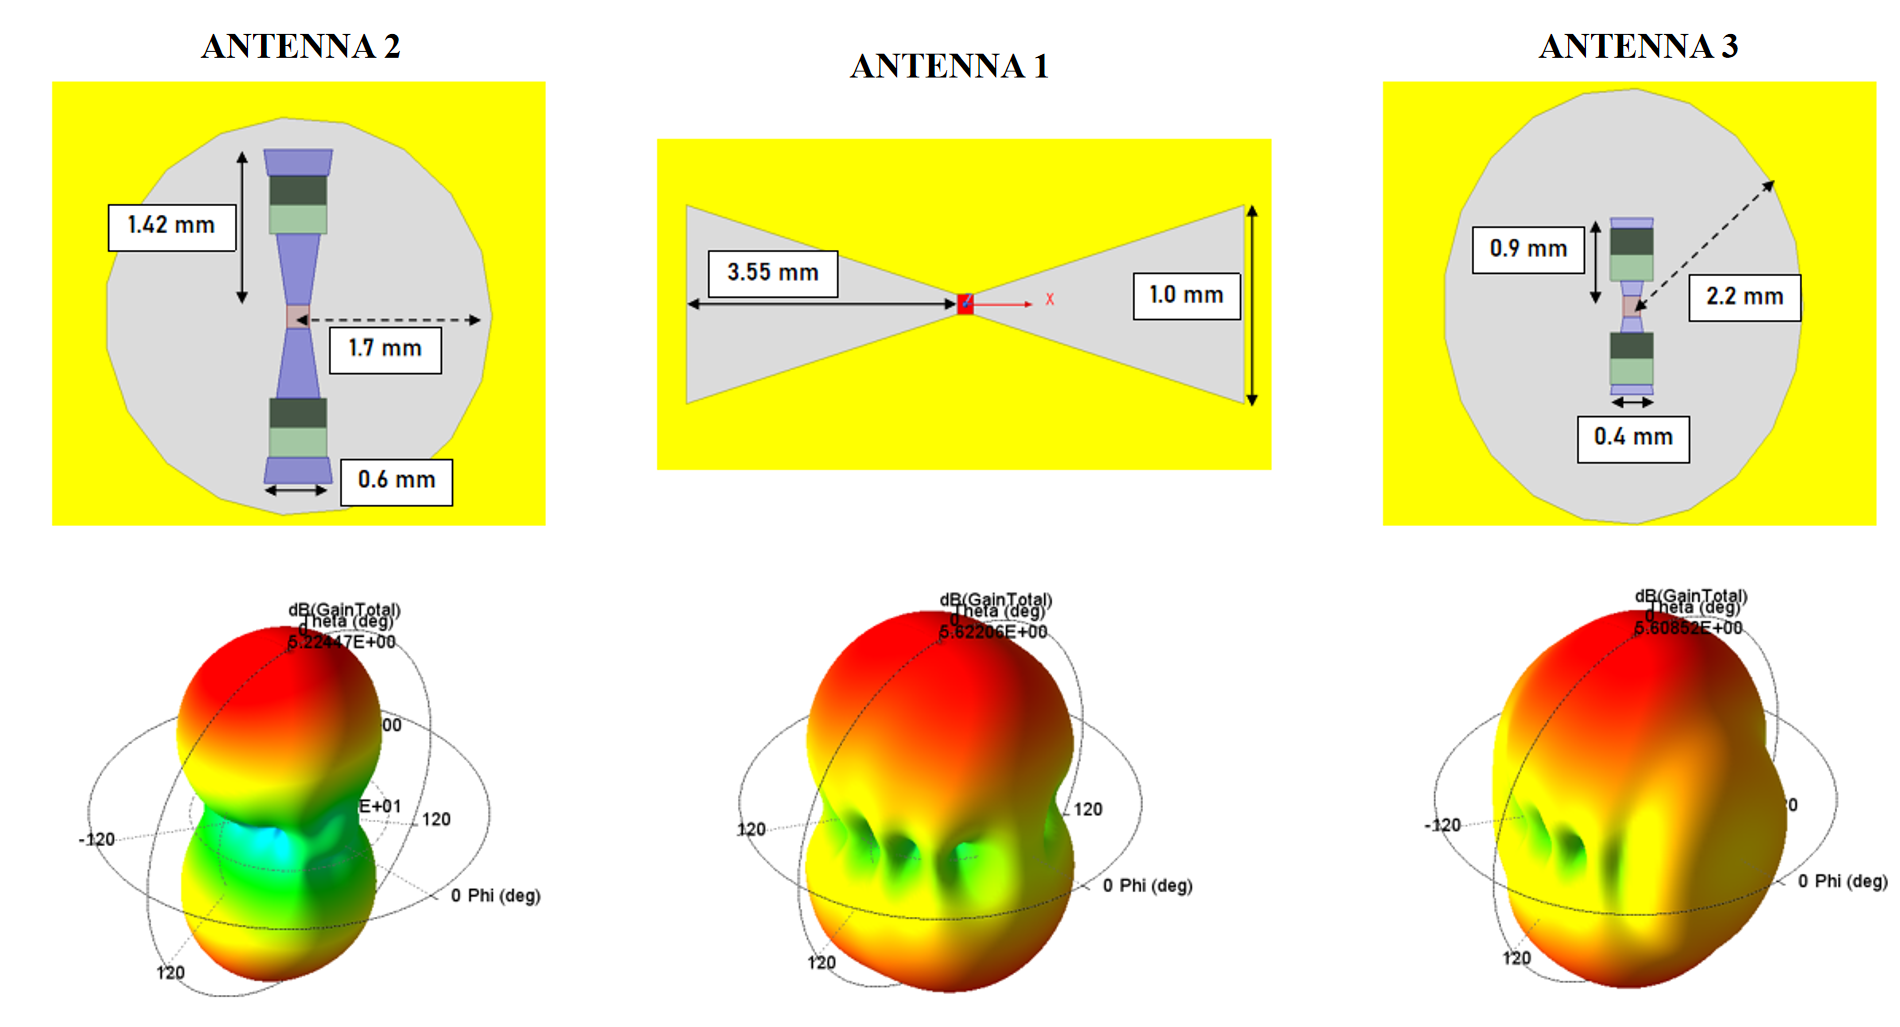 ANTENNA 2
1.42 mm
1.7 mm
0.6 mm
ANTENNA 1
3.55 mm
1.0 mm
X
ANTENNA 3
0.9 mm
2.2 mm
0.4 mm
dB(GainTotal)
Theta (deg)
0
5.22447E+00
00
E+01
120
-120
0 Phi (deg)
120
dB(GainTotal)
Theta (deg)
0
5.62206E+00
120
120
0 Phi (deg)
120
dB(GainTotal)
Theta (deg)
0
5.60852E+00
-120
0 Phi (deg)
120